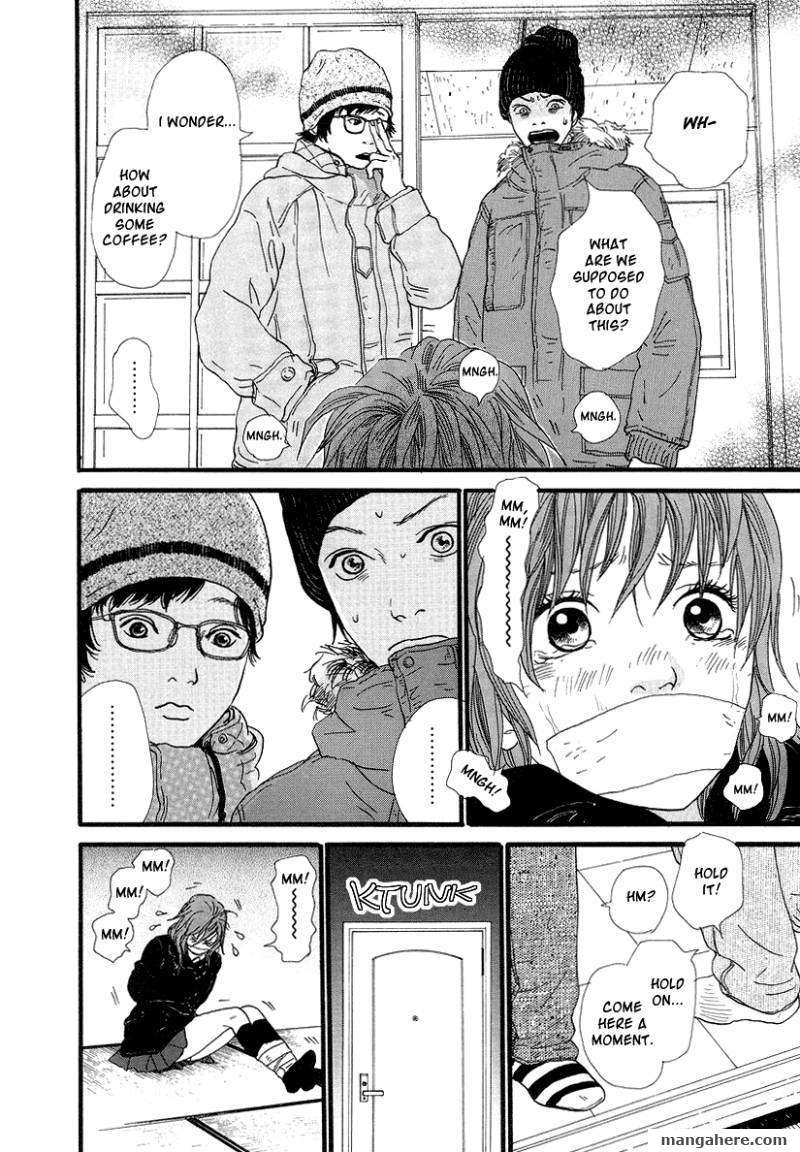 WH-
WHAT
ARE WE
SUPPOSED
TO DO
ABOUT
THIS?
I WONDER...
HOW
ABOUT
DRINKING
SOME
COFFEE?
MNGH.
MNGH.
MNGH.
........
MM,
MM!
MM!
MM!
MNGH!
........
........
HOLD
IT!
HM?
HOLD
ON...
COME
HERE A
MOMENT.
KTUNK
MM!
MM!
MM!
MM!
mangahere.com